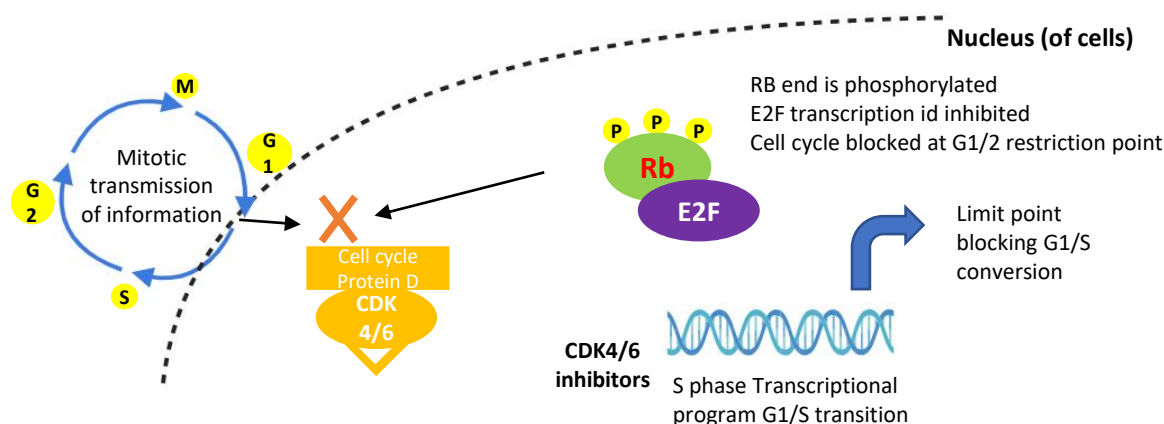 Nucleus (of cells)
RB end is phosphorylated
E2F transcription id inhibited
Cell cycle blocked at G1/2 restriction point
M
G
1
Mitotic
transmission
of information
G
2
S
P
P
P
Rb
E2F
Cell cycle
Protein D
CDK
4/6
Limit point
blocking G1/S
conversion
CDK4/6
inhibitors
S phase Transcriptional
program G1/S transition